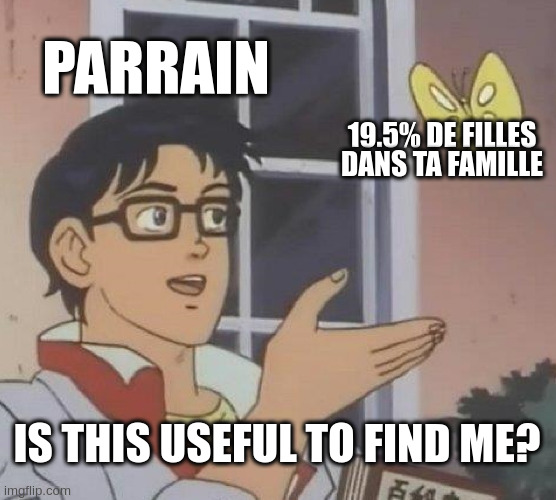 PARRAIN
19.5% DE FILLES
DANS TA FAMILLE
IS THIS USEFUL TO FIND ME?
imgflip.com